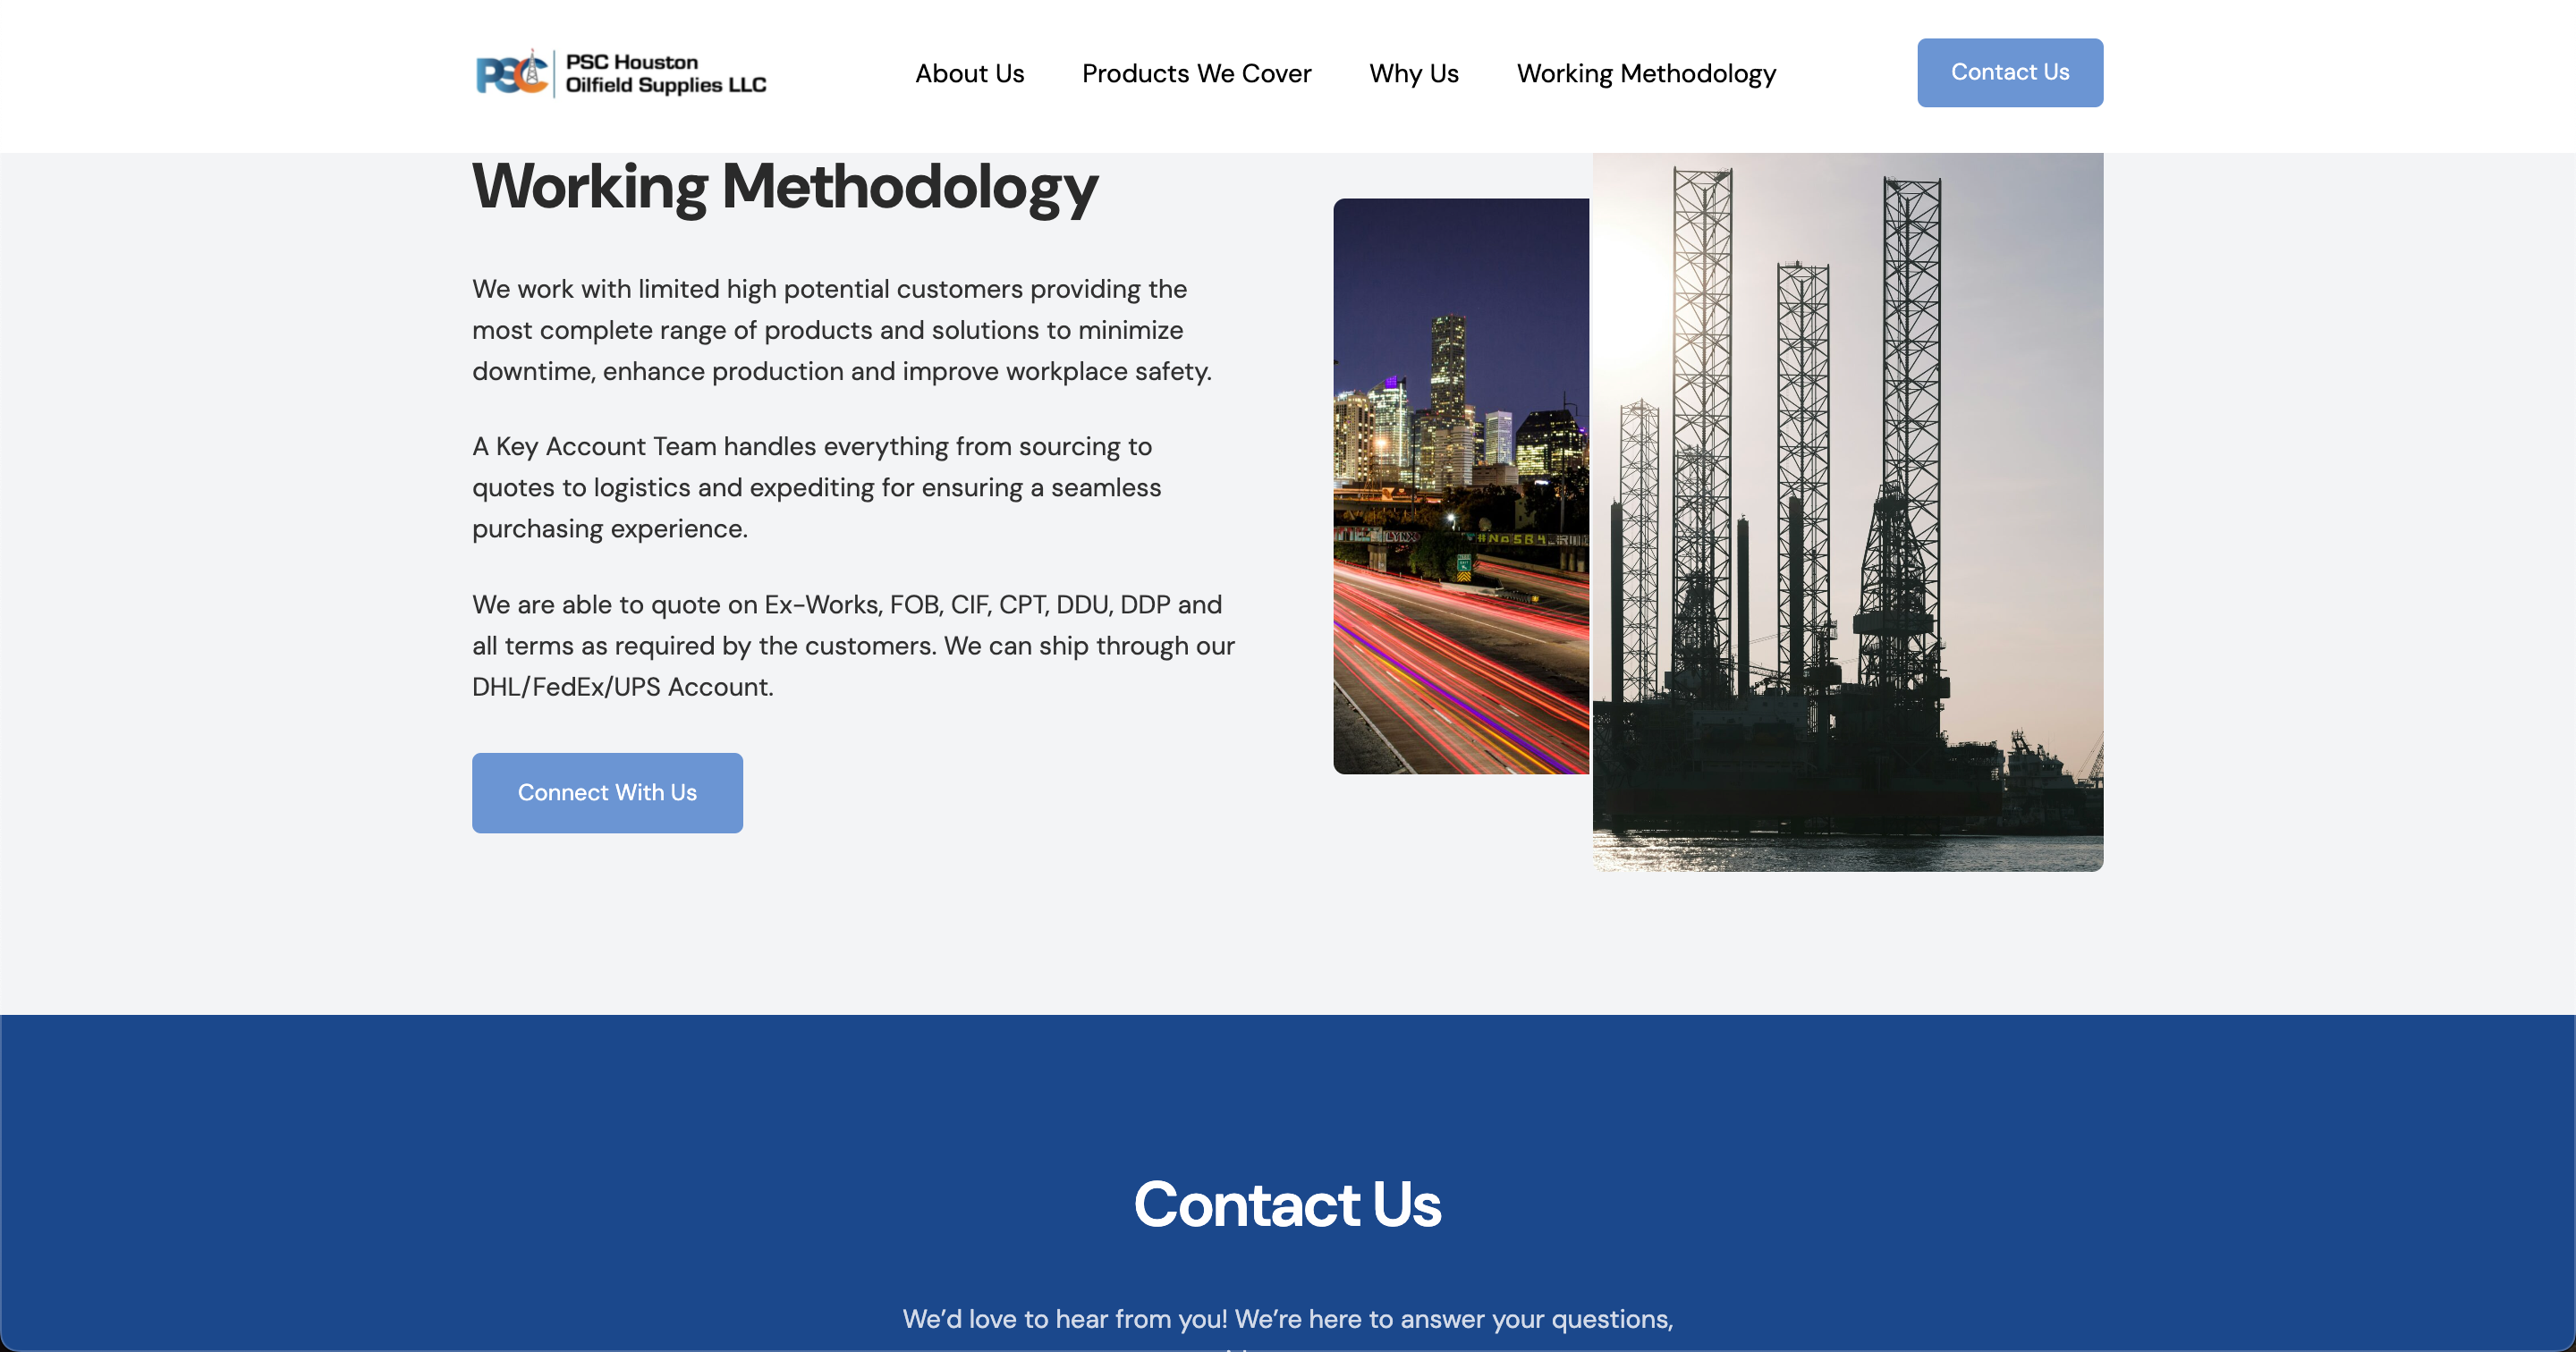 PSC
PSC Houston
Oilfield Supplies LLC
About Us
Products We Cover
Why Us
Working Methodology
Contact Us
Working Methodology
We work with limited high potential customers providing the
most complete range of products and solutions to minimize
downtime, enhance production and improve workplace safety.
A Key Account Team handles everything from sourcing to
quotes to logistics and expediting for ensuring a seamless
purchasing experience.
We are able to quote on Ex-Works, FOB, CIF, CPT, DDU, DDP and
all terms as required by the customers. We can ship through our
DHL/FedEx/UPS Account.
Connect With Us
Contact Us
We’d love to hear from you! We’re here to answer your questions,